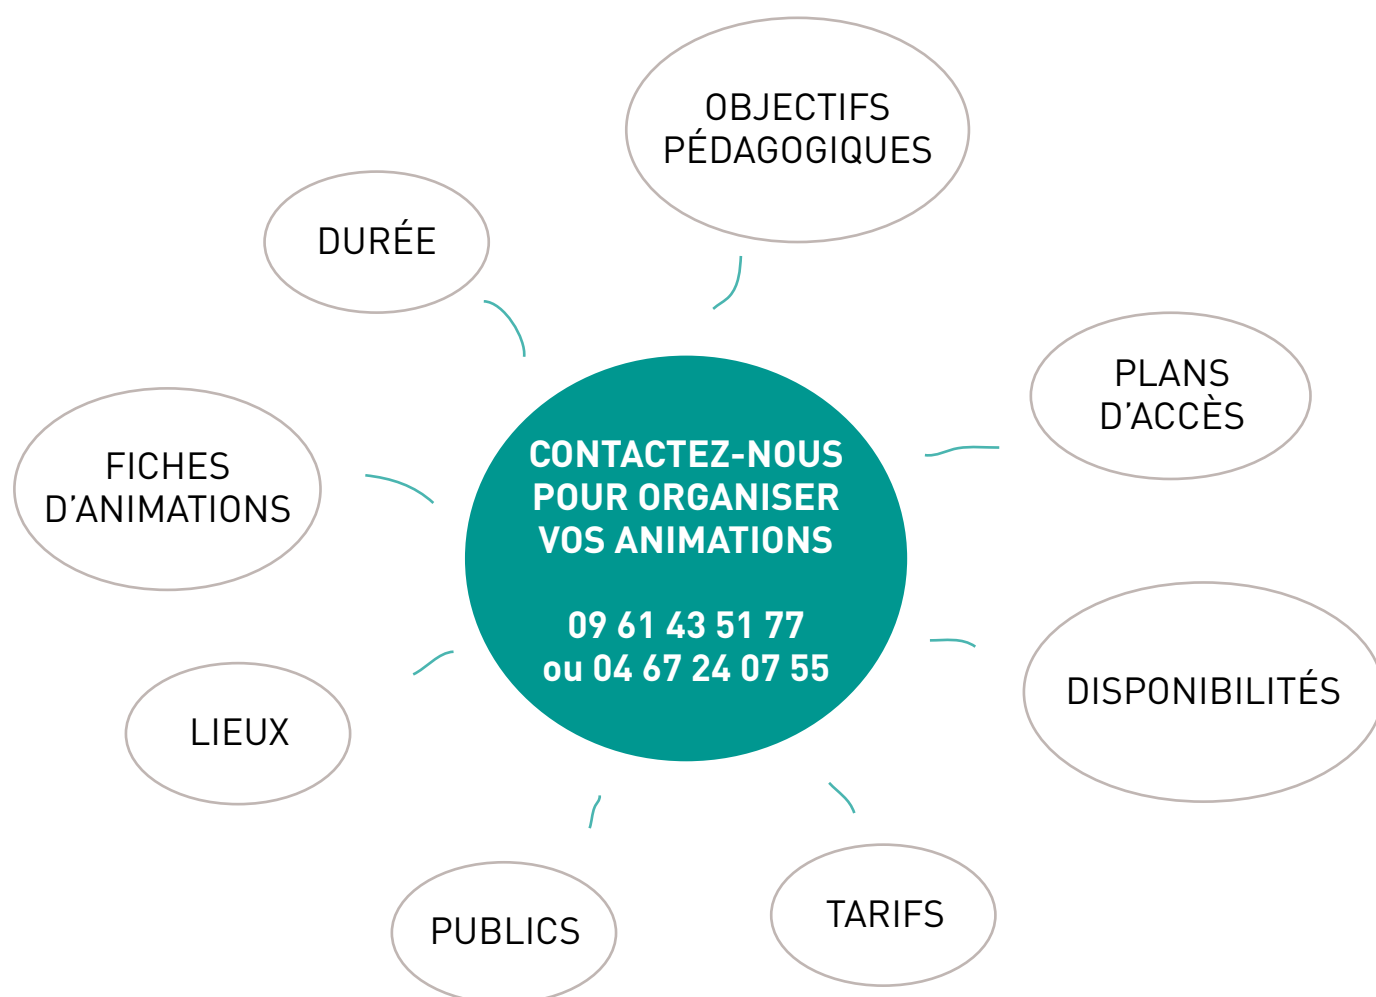 OBJECTIFS
PÉDAGOGIQUES
DURÉE
PLANS
D'ACCÈS
FICHES
D'ANIMATIONS
CONTACTEZ-NOUS
POUR ORGANISER
VOS ANIMATIONS
09 61 43 51 77
ou 04 67 24 07 55
DISPONIBILITÉS
LIEUX
TARIFS
PUBLICS